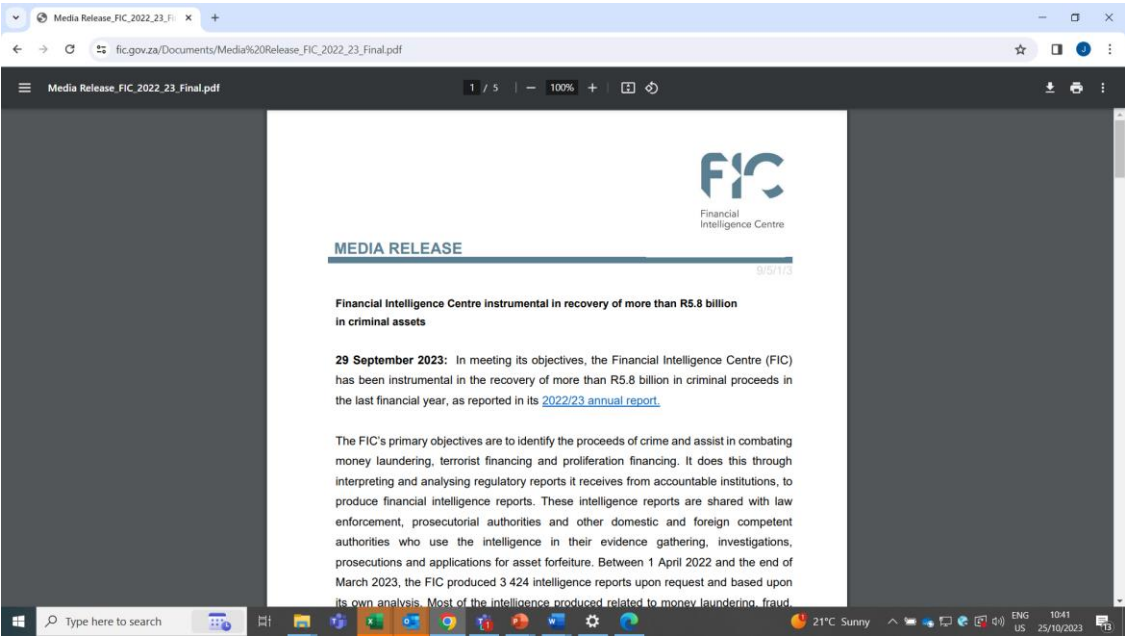 Media Release_FIC_2022_23_Fi
fic.gov.za/Documents/Media%20Release_FIC_2022_23_Final.pdf
Media Release_FIC_2022_23_Final.pdf
1 / 5
100%
FIC
Financial
Intelligence Centre
MEDIA RELEASE
9/5/1/3
Financial Intelligence Centre instrumental in recovery of more than R5.8 billion
in criminal assets
29 September 2023: In meeting its objectives, the Financial Intelligence Centre (FIC)
has been instrumental in the recovery of more than R5.8 billion in criminal proceeds in
the last financial year, as reported in its 2022/23 annual report.
The FIC's primary objectives are to identify the proceeds of crime and assist in combating
money laundering, terrorist financing and proliferation financing. It does this through
interpreting and analysing regulatory reports it receives from accountable institutions, to
produce financial intelligence reports. These intelligence reports are shared with law
enforcement, prosecutorial authorities and other domestic and foreign competent
authorities who use the intelligence in their evidence gathering, investigations,
prosecutions and applications for asset forfeiture. Between 1 April 2022 and the end of
March 2023, the FIC produced 3 424 intelligence reports upon request and based upon
its own analysis. Most of the intelligence produced related to money laundering, fraud,
Type here to search
21°C Sunny
ENG
US
10:41
25/10/2023